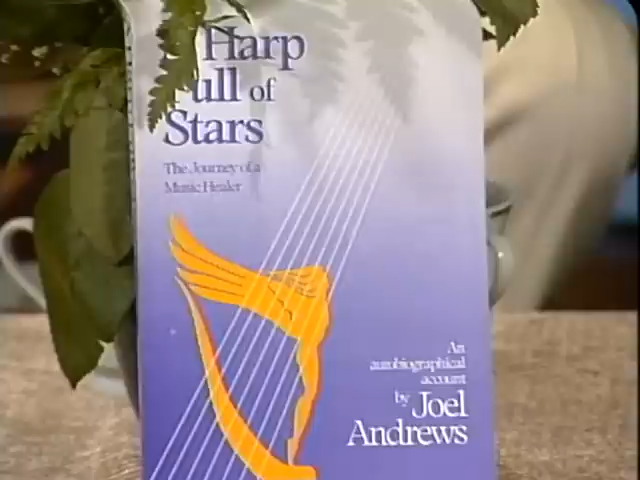 Harp
ull of
Stars
The Journey of a
Music Healer
An
autobiographical
account
by Joel
Andrews